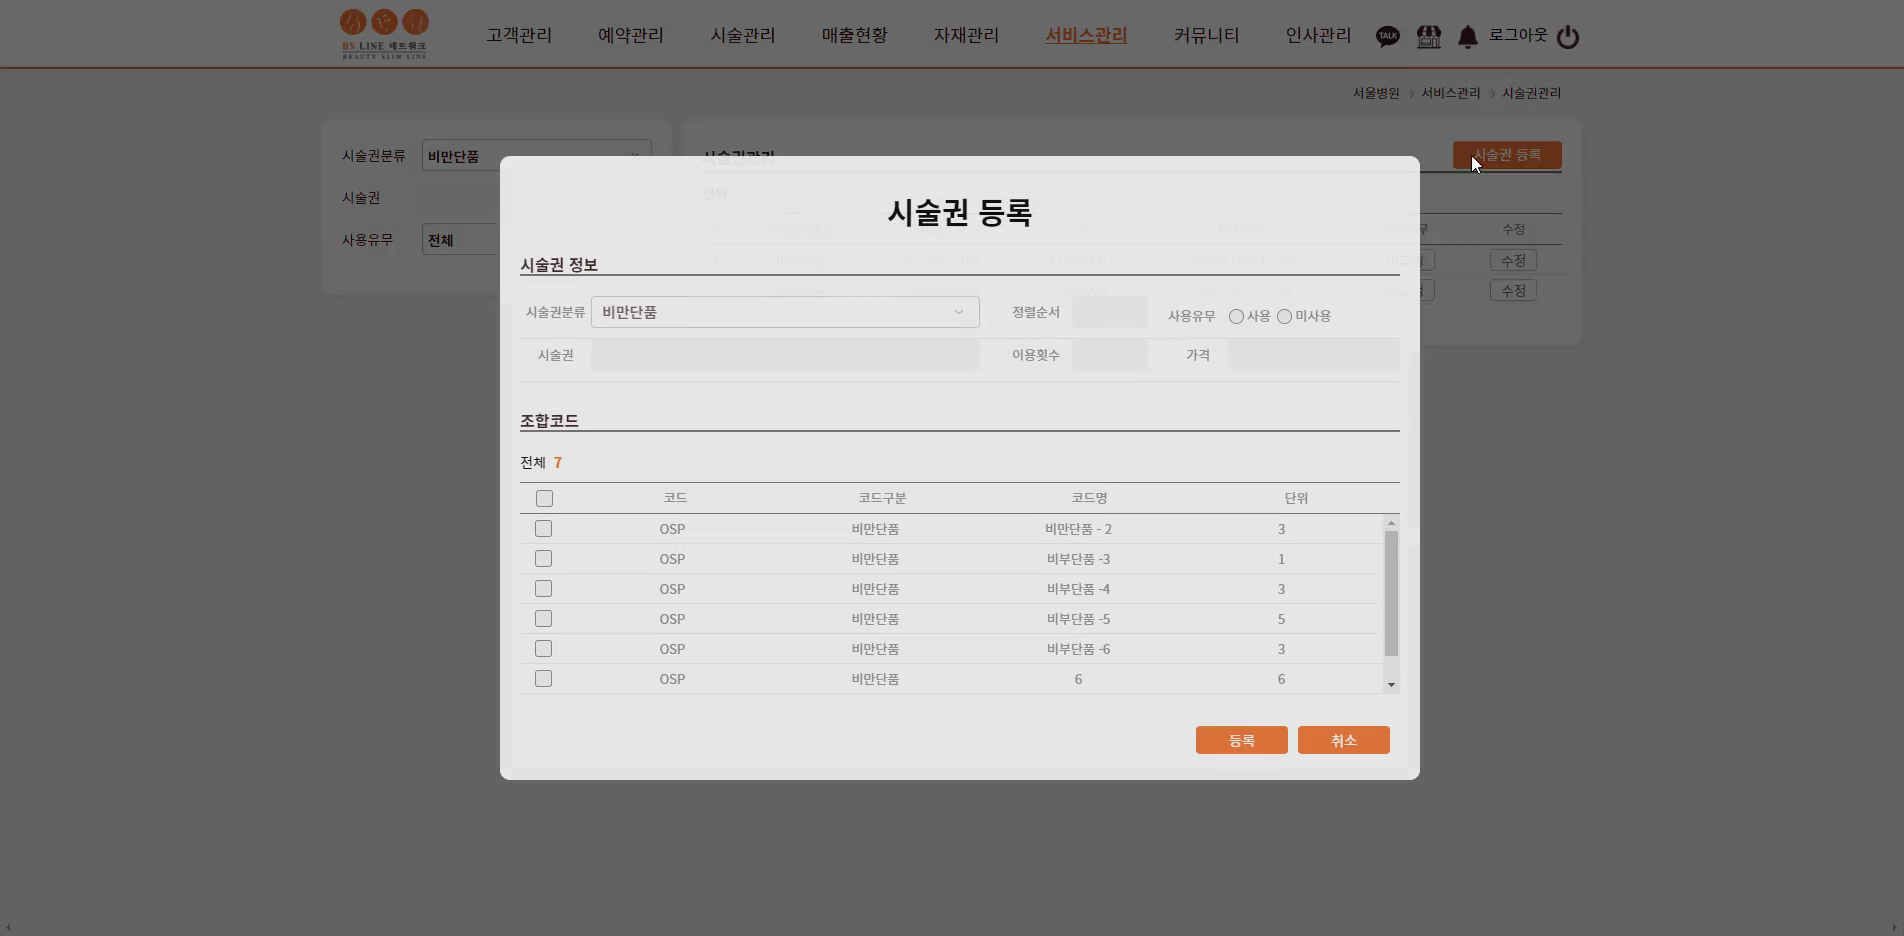 BS LINE 네트워크
BEAUTY SLIM LINE
고객관리 예약관리 시술관리 매출현황 자재관리 서비스관리 커뮤니티 인사관리 TALK 로그아웃
서울병원 > 서비스관리 > 시술권관리
시술권분류 비만단품
시술권
사용유무 전체
시술권관리
시술권 등록
전체
수정
수정
수정
시술권 등록
시술권 정보
시술권분류 비만단품 정렬순서 사용유무 사용 미사용
시술권 이용횟수 가격
조합코드
전체 7
코드 코드구분 코드명 단위
OSP 비만단품 비만단품 - 2 3
OSP 비만단품 비부단품 -3 1
OSP 비만단품 비부단품 -4 3
OSP 비만단품 비부단품 -5 5
OSP 비만단품 비부단품 -6 3
OSP 비만단품 6 6
등록 취소